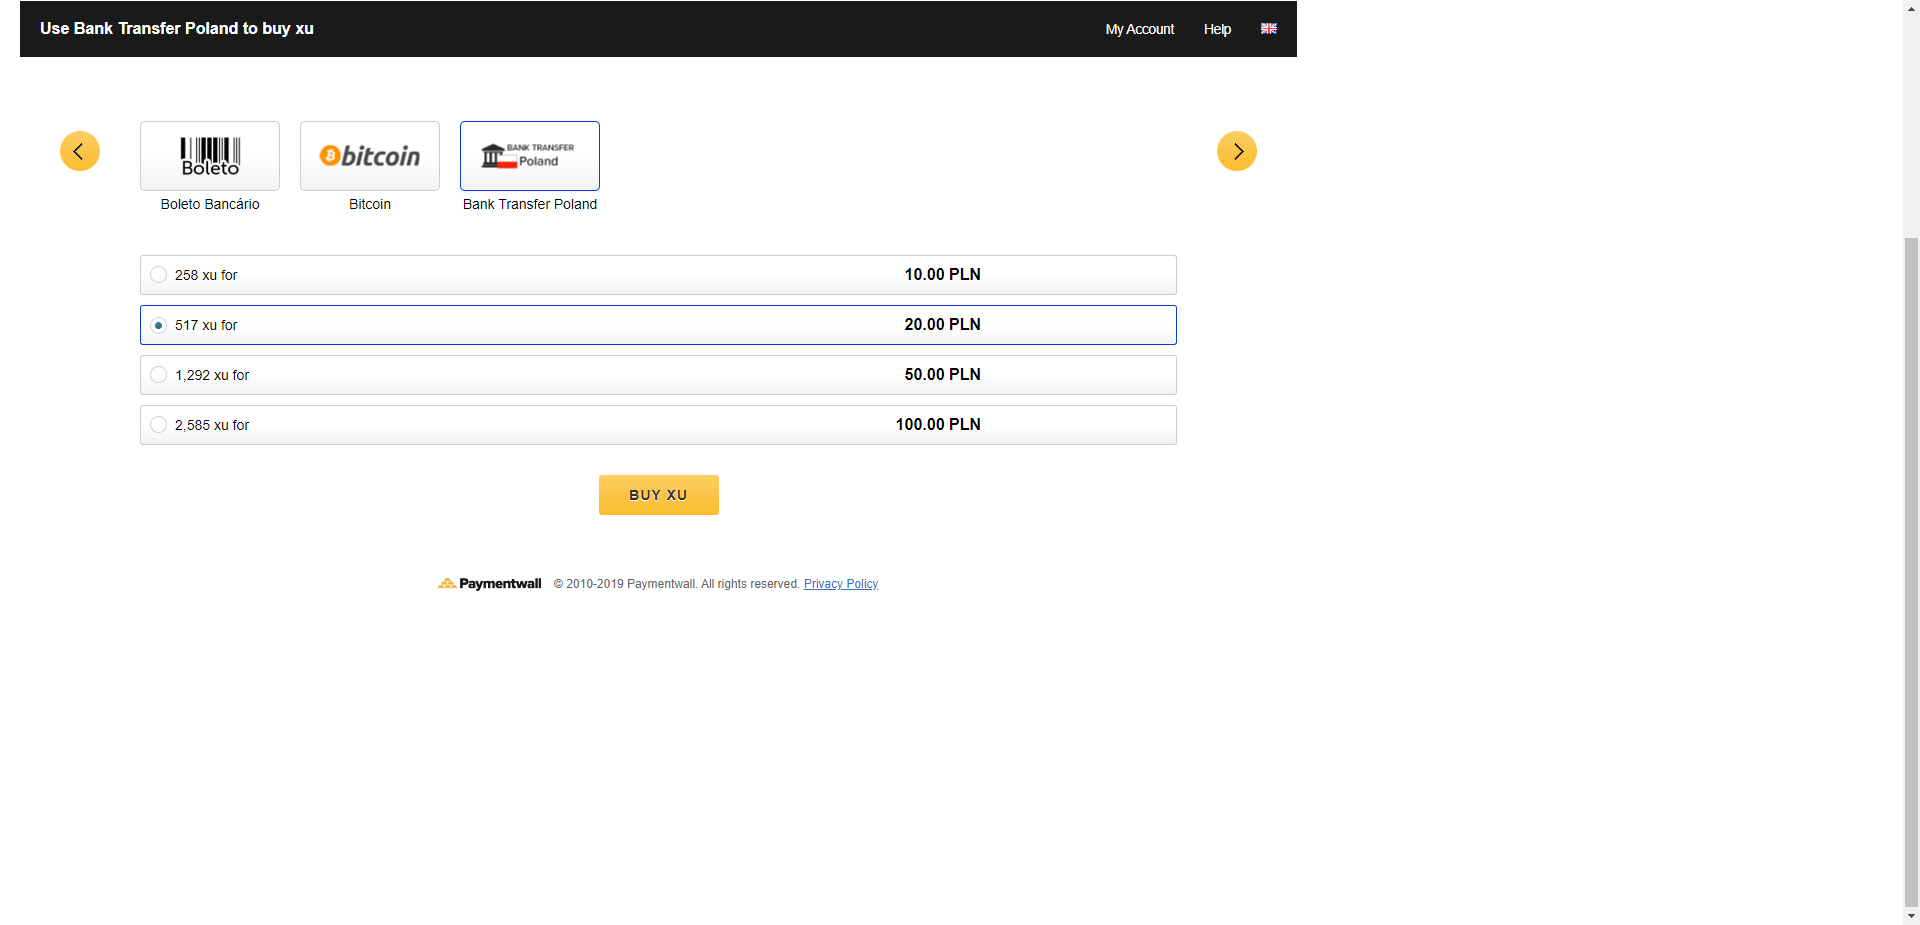 Use Bank Transfer Poland to buy xu
My Account Help
Boleto
bitcoin
BANK TRANSFER
Poland
Boleto Bancário
Bitcoin
Bank Transfer Poland
258 xu for 10.00 PLN
517 xu for 20.00 PLN
1,292 xu for 50.00 PLN
2,585 xu for 100.00 PLN
BUY XU
Paymentwall © 2010-2019 Paymentwall. All rights reserved. Privacy Policy